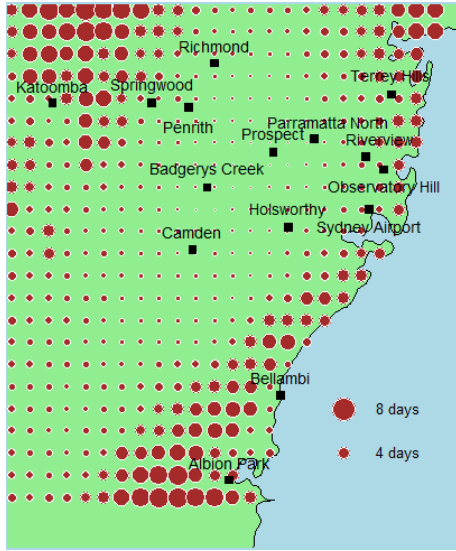 Richmond
Terrey Hills
Katoomba
Springwood
Penrith
Parramatta North
Prospect
Riverview
Badgerys Creek
Observatory Hill
Holsworthy
Sydney Airport
Camden
Bellambi
8 days
4 days
Albion Park